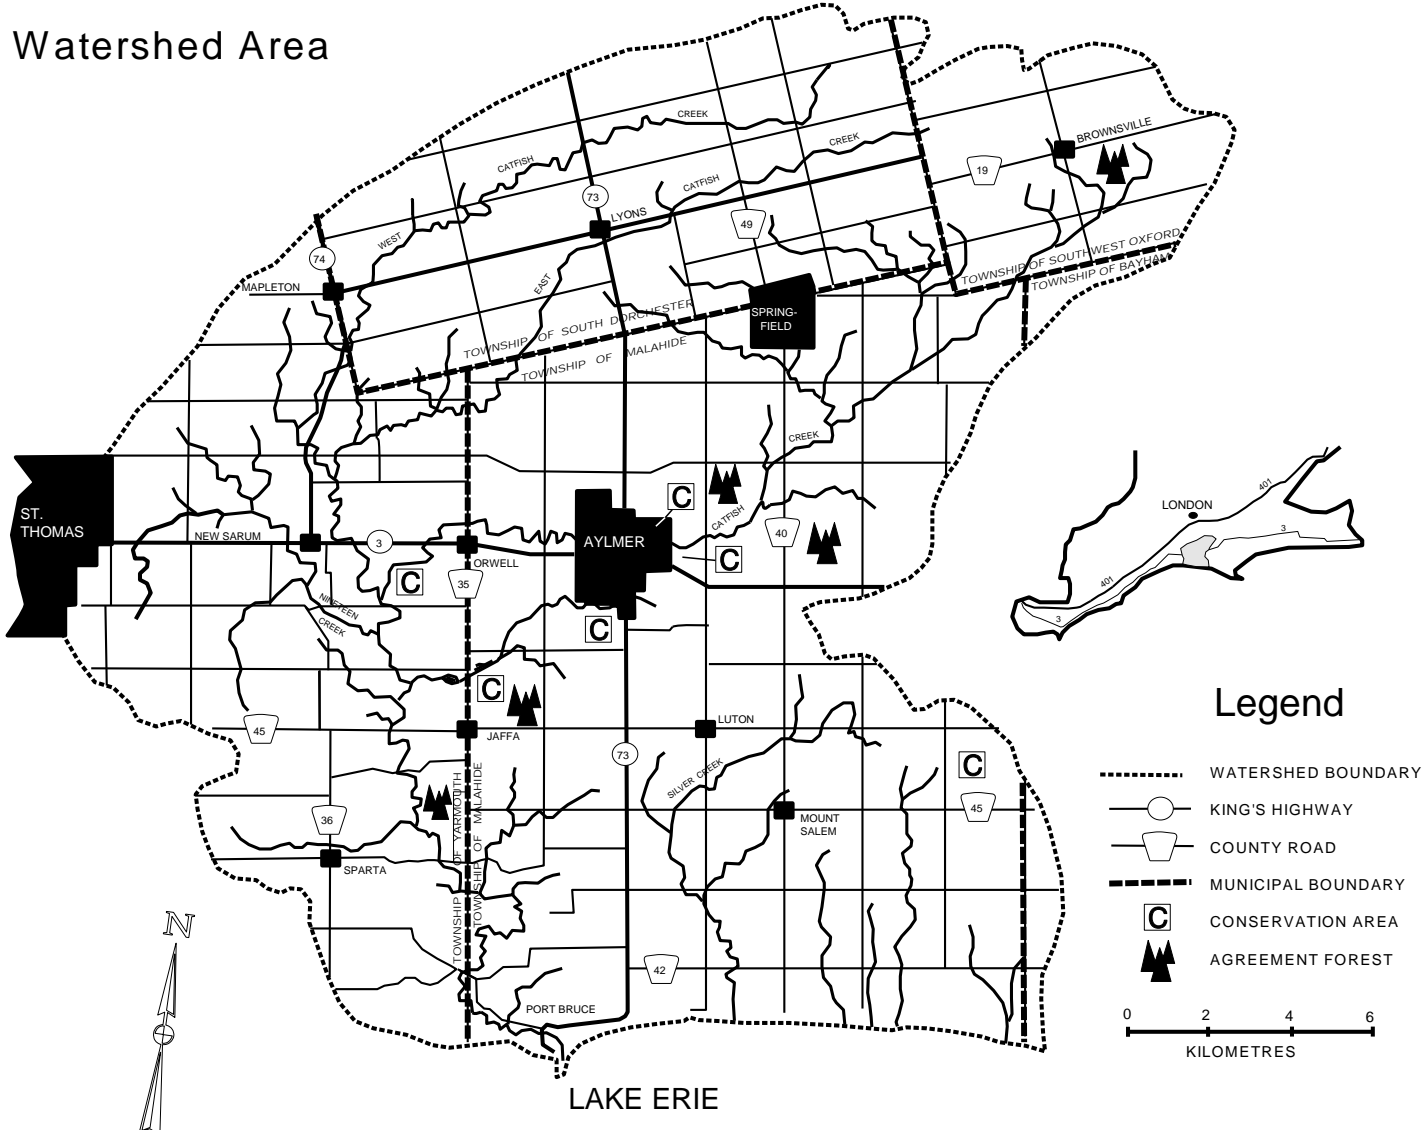 Watershed Area
CREEK
CATFISH
BROWNSVILLE
CREEK
19
CATFISH
73
LYONS
49
WEST
74
TOWNSHIP OF SOUTHWEST OXFORD
TOWNSHIP OF BAYHAM
MAPLETON
EAST
SPRING-
FIELD
TOWNSHIP OF SOUTH DORCHESTER
TOWNSHIP OF MALAHIDE
CREEK
C
CATFISH
ST.
THOMAS
NEW SARUM
3
AYLMER
40
ORWELL
C
C
35
NINETEEN
CREEK
C
C
LONDON
401
3
401
3
45
JAFFA
LUTON
73
SILVER CREEK
C
45
36
MOUNT
SALEM
SPARTA
TOWNSHIP OF YARMOUTH
TOWNSHIP OF MALAHIDE
42
PORT BRUCE
LAKE ERIE
N
Legend
WATERSHED BOUNDARY
KING'S HIGHWAY
COUNTY ROAD
MUNICIPAL BOUNDARY
C CONSERVATION AREA
AGREEMENT FOREST
0 2 4 6
KILOMETRES